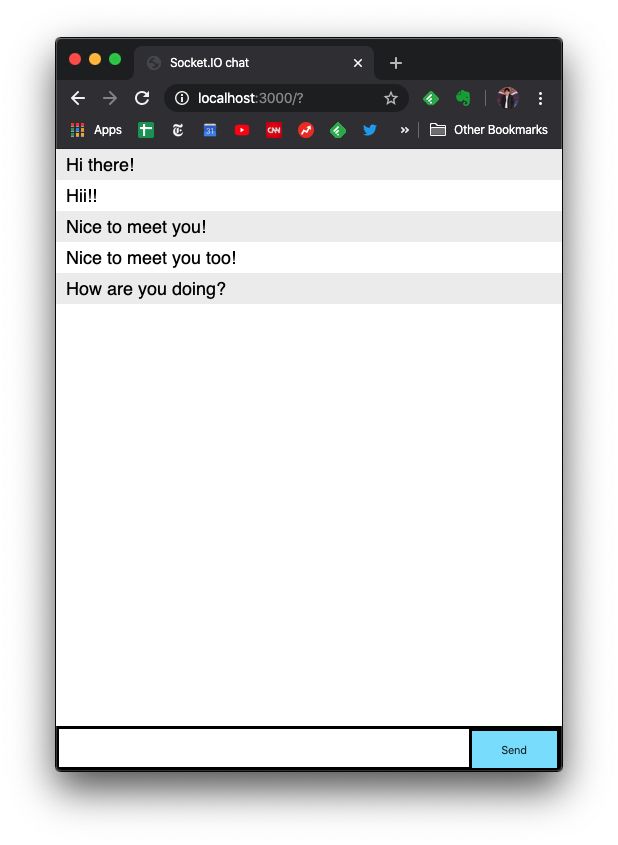 Socket.IO chat
localhost:3000/?
Apps
31
CNN
»
Other Bookmarks
Hi there!
Hii!!
Nice to meet you!
Nice to meet you too!
How are you doing?
Send